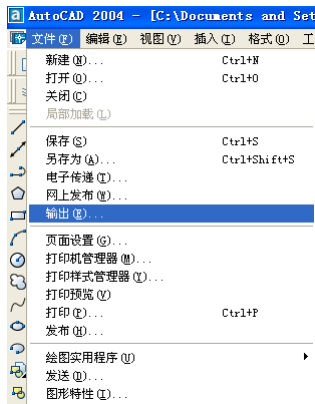 AutoCAD 2004 - [C:\Documents and Set
文件(F) 编辑(E) 视图(V) 插入(I) 格式(O) 工
新建(N)... Ctrl+N
打开(O)... Ctrl+O
关闭(C)
局部加载(L)
保存(S) Ctrl+S
另存为(A)... Ctrl+Shift+S
电子传递(T)...
网上发布(W)...
输出(E)...
页面设置(G)...
打印机管理器(M)...
打印样式管理器(Y)...
打印预览(V)
打印(P)... Ctrl+P
发布(H)...
绘图实用程序(U)
发送(D)...
图形特性(I)...